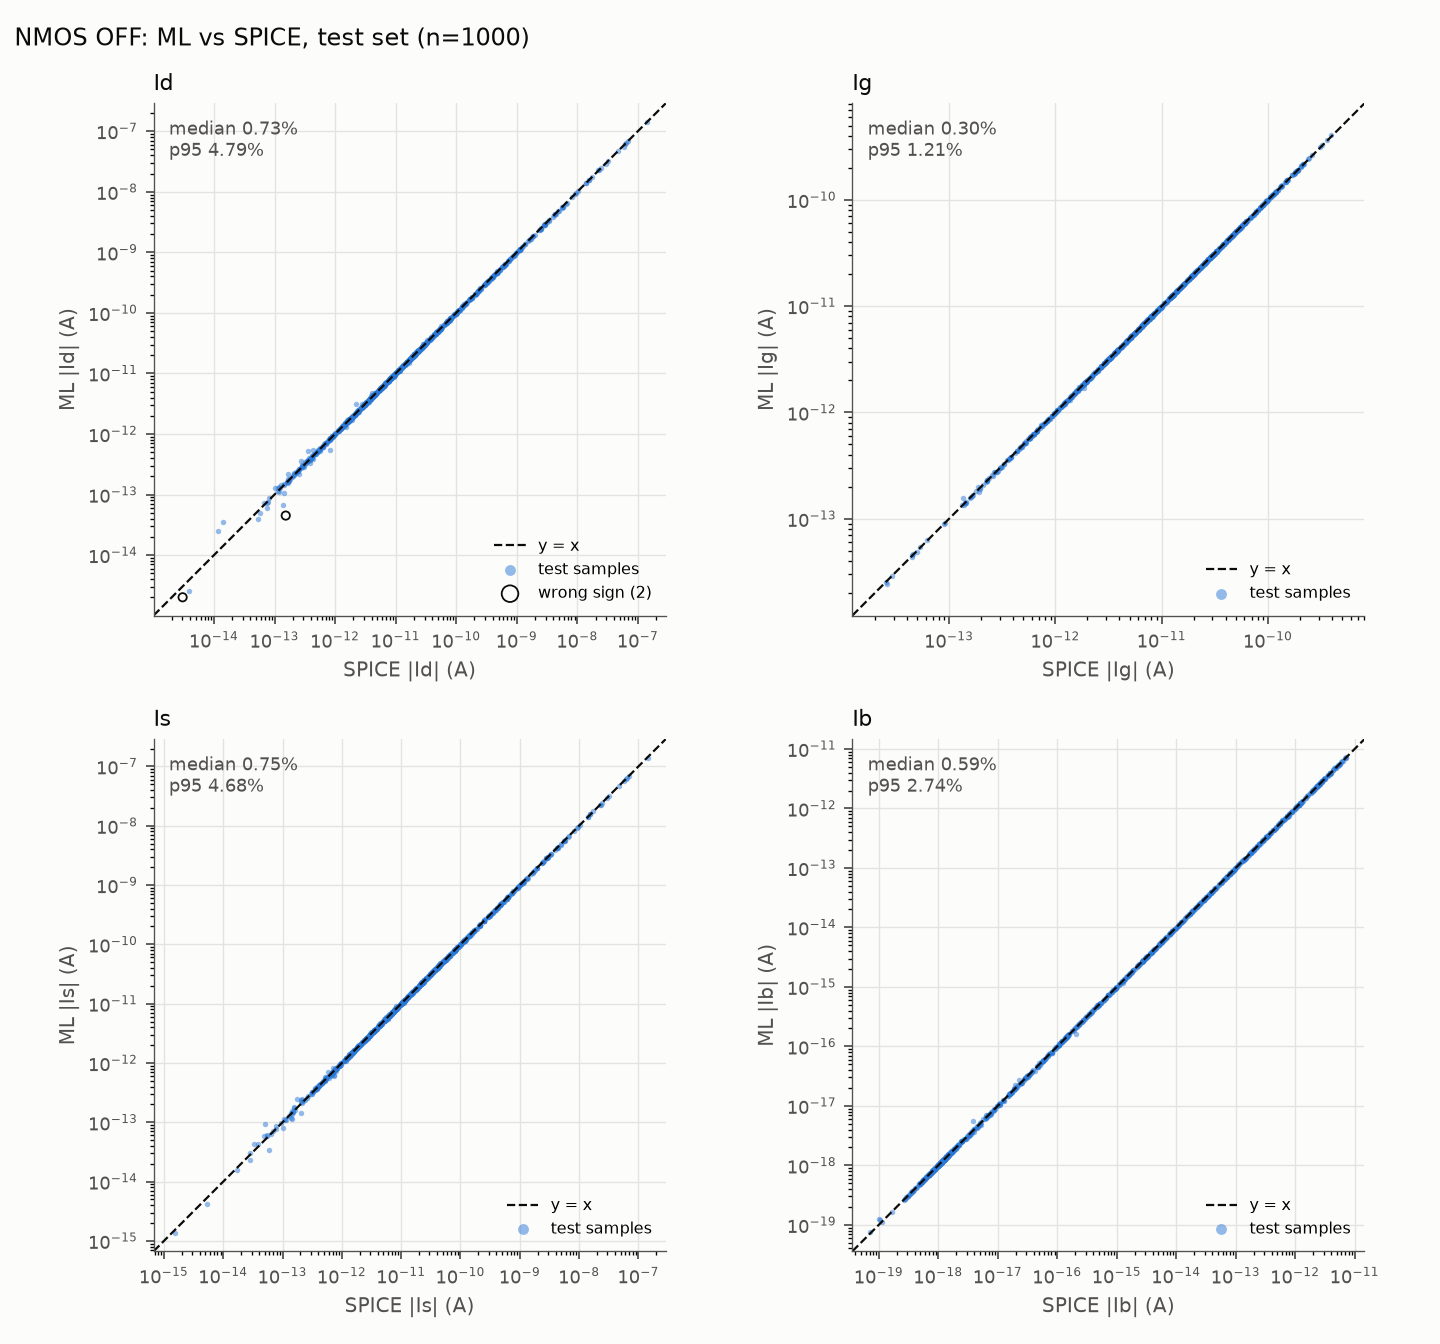 NMOS OFF: ML vs SPICE, test set (n=1000)
Id
median 0.73%
p95 4.79%
10⁻⁷
10⁻⁸
10⁻⁹
10⁻¹⁰
10⁻¹¹
10⁻¹²
10⁻¹³
10⁻¹⁴
ML |Id| (A)
y = x
test samples
wrong sign (2)
10⁻¹⁴ 10⁻¹³ 10⁻¹² 10⁻¹¹ 10⁻¹⁰ 10⁻⁹ 10⁻⁸ 10⁻⁷
SPICE |Id| (A)
Ig
median 0.30%
p95 1.21%
10⁻¹⁰
10⁻¹¹
10⁻¹²
10⁻¹³
ML |Ig| (A)
y = x
test samples
10⁻¹³ 10⁻¹² 10⁻¹¹ 10⁻¹⁰
SPICE |Ig| (A)
Is
median 0.75%
p95 4.68%
10⁻⁷
10⁻⁸
10⁻⁹
10⁻¹⁰
10⁻¹¹
10⁻¹²
10⁻¹³
10⁻¹⁴
10⁻¹⁵
ML |Is| (A)
y = x
test samples
10⁻¹⁵ 10⁻¹⁴ 10⁻¹³ 10⁻¹² 10⁻¹¹ 10⁻¹⁰ 10⁻⁹ 10⁻⁸ 10⁻⁷
SPICE |Is| (A)
Ib
median 0.59%
p95 2.74%
10⁻¹¹
10⁻¹²
10⁻¹³
10⁻¹⁴
10⁻¹⁵
10⁻¹⁶
10⁻¹⁷
10⁻¹⁸
10⁻¹⁹
ML |Ib| (A)
y = x
test samples
10⁻¹⁹ 10⁻¹⁸ 10⁻¹⁷ 10⁻¹⁶ 10⁻¹⁵ 10⁻¹⁴ 10⁻¹³ 10⁻¹² 10⁻¹¹
SPICE |Ib| (A)